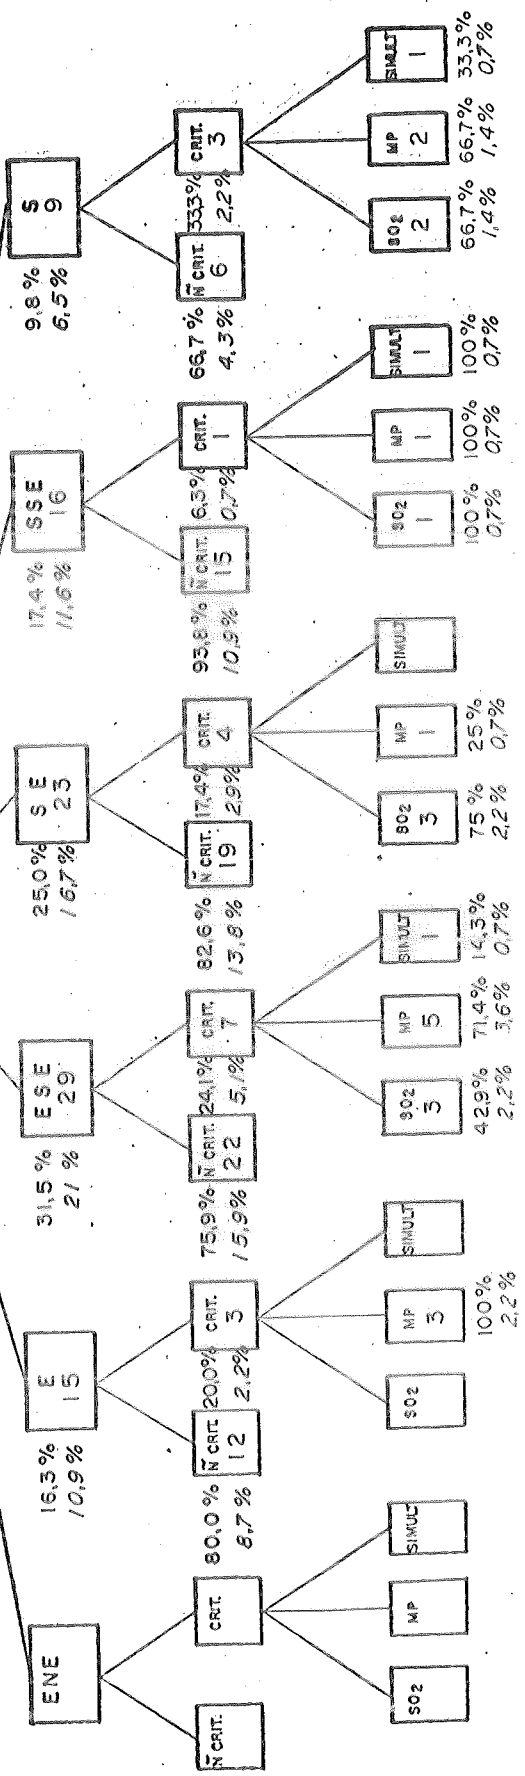 ENE
N CRIT.
CRIT.
SO2
MP
SIMULT
16,3%
10,9%
E
15
80,0%
8,7%
Ñ CRIT.
12
20,0%
2,2%
CRIT.
3
SO2
MP
3
100%
2,2%
SIMULT
31,5%
21%
ESE
29
75,9%
15,9%
Ñ CRIT.
22
24,1%
5,1%
CRIT.
7
SO2
3
42,9%
2,2%
MP
5
71,4%
3,6%
SIMULT
1
14,3%
0,7%
25,0%
16,7%
SE
23
82,6%
13,8%
Ñ CRIT.
19
17,4%
2,9%
CRIT.
4
SO2
3
75%
2,2%
MP
1
25%
0,7%
SIMULT
17,4%
11,6%
SSE
16
93,8%
10,9%
Ñ CRIT.
15
6,3%
0,7%
CRIT.
1
SO2
1
100%
0,7%
MP
1
100%
0,7%
SIMULT
1
100%
0,7%
9,8%
6,5%
S
9
66,7%
4,3%
Ñ CRIT.
6
33,3%
2,2%
CRIT.
3
SO2
2
66,7%
1,4%
MP
2
66,7%
1,4%
SIMULT
1
33,3%
0,7%